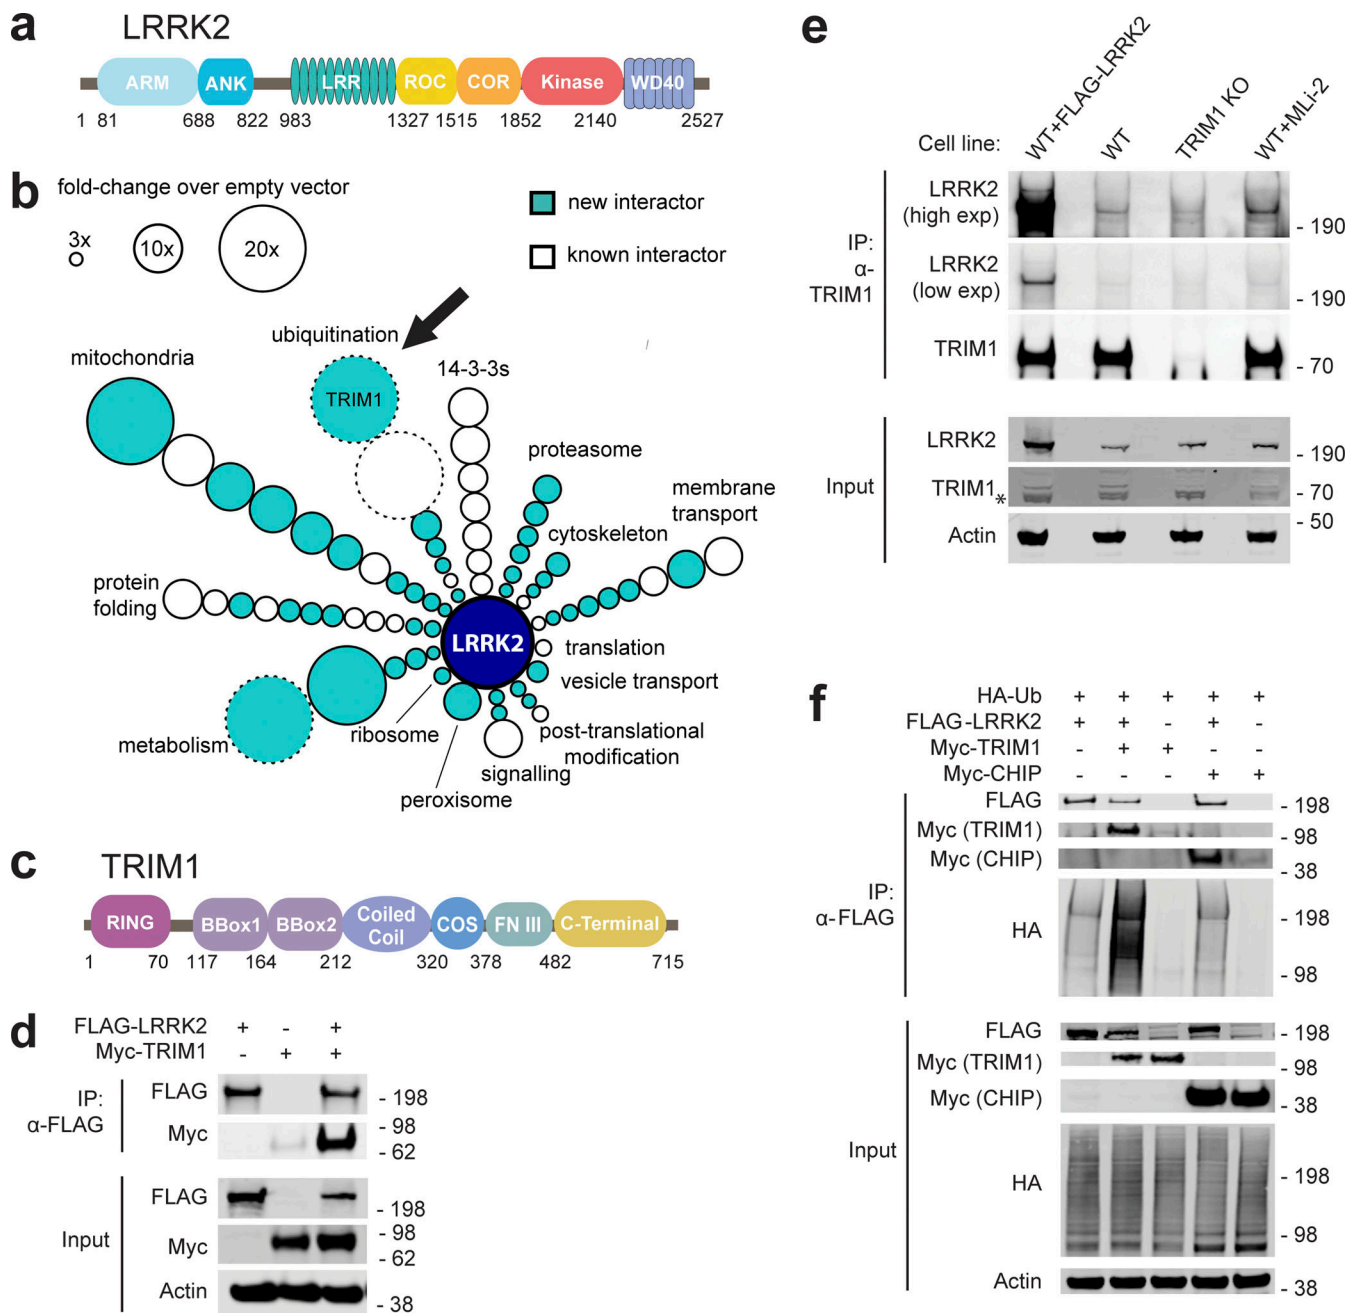 a
LRRK2
ARM ANK LRR ROC COR Kinase WD40
1 81 688 822 983 1327 1515 1852 2140 2527
b
fold-change over empty vector
3x 10x 20x
new interactor
known interactor
ubiquitination
mitochondria
TRIM1
14-3-3s
proteasome
membrane
transport
cytoskeleton
protein
folding
LRRK2
translation
vesicle transport
ribosome
post-translational
modification
metabolism
signalling
peroxisome
c
TRIM1
RING BBox1 BBox2 Coiled
Coil COS FN III C-Terminal
1 70 117 164 212 320 378 482 715
d
FLAG-LRRK2 + - +
Myc-TRIM1 - + +
IP:
α-FLAG
FLAG - 198
Myc - 98
- 62
Input
FLAG - 198
Myc - 98
- 62
Actin - 38
e
Cell line: WT+FLAG-LRRK2 WT TRIM1 KO WT+MLi-2
IP:
α-
TRIM1
LRRK2
(high exp) - 190
LRRK2
(low exp) - 190
TRIM1 - 70
Input
LRRK2 - 190
TRIM1 - 70
*
- 50
Actin
f
HA-Ub + + + + +
FLAG-LRRK2 + + - + -
Myc-TRIM1 - + + - -
Myc-CHIP - - - + +
IP:
α-FLAG
FLAG - 198
Myc (TRIM1) - 98
Myc (CHIP) - 38
HA - 198
- 98
Input
FLAG - 198
Myc (TRIM1) - 98
Myc (CHIP) - 38
HA - 198
- 98
Actin - 38